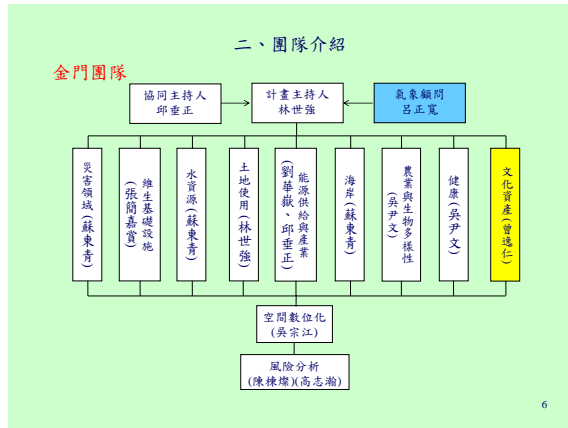 二、團隊介紹
金門團隊
協同主持人
邱垂正
計畫主持人
林世強
氣象顧問
呂正寬
災害領域(蘇東青)
維生基礎設施
(張簡嘉賞)
水資源(蘇東青)
土地使用(林世強)
能源供給與產業
(劉華嶽、邱垂正)
海岸(蘇東青)
農業與生物多樣性
(吳尹文)
健康(吳尹文)
文化資產(曾逸仁)
空間數位化
(吳宗江)
風險分析
(陳棟燦)(高志瀚)
6